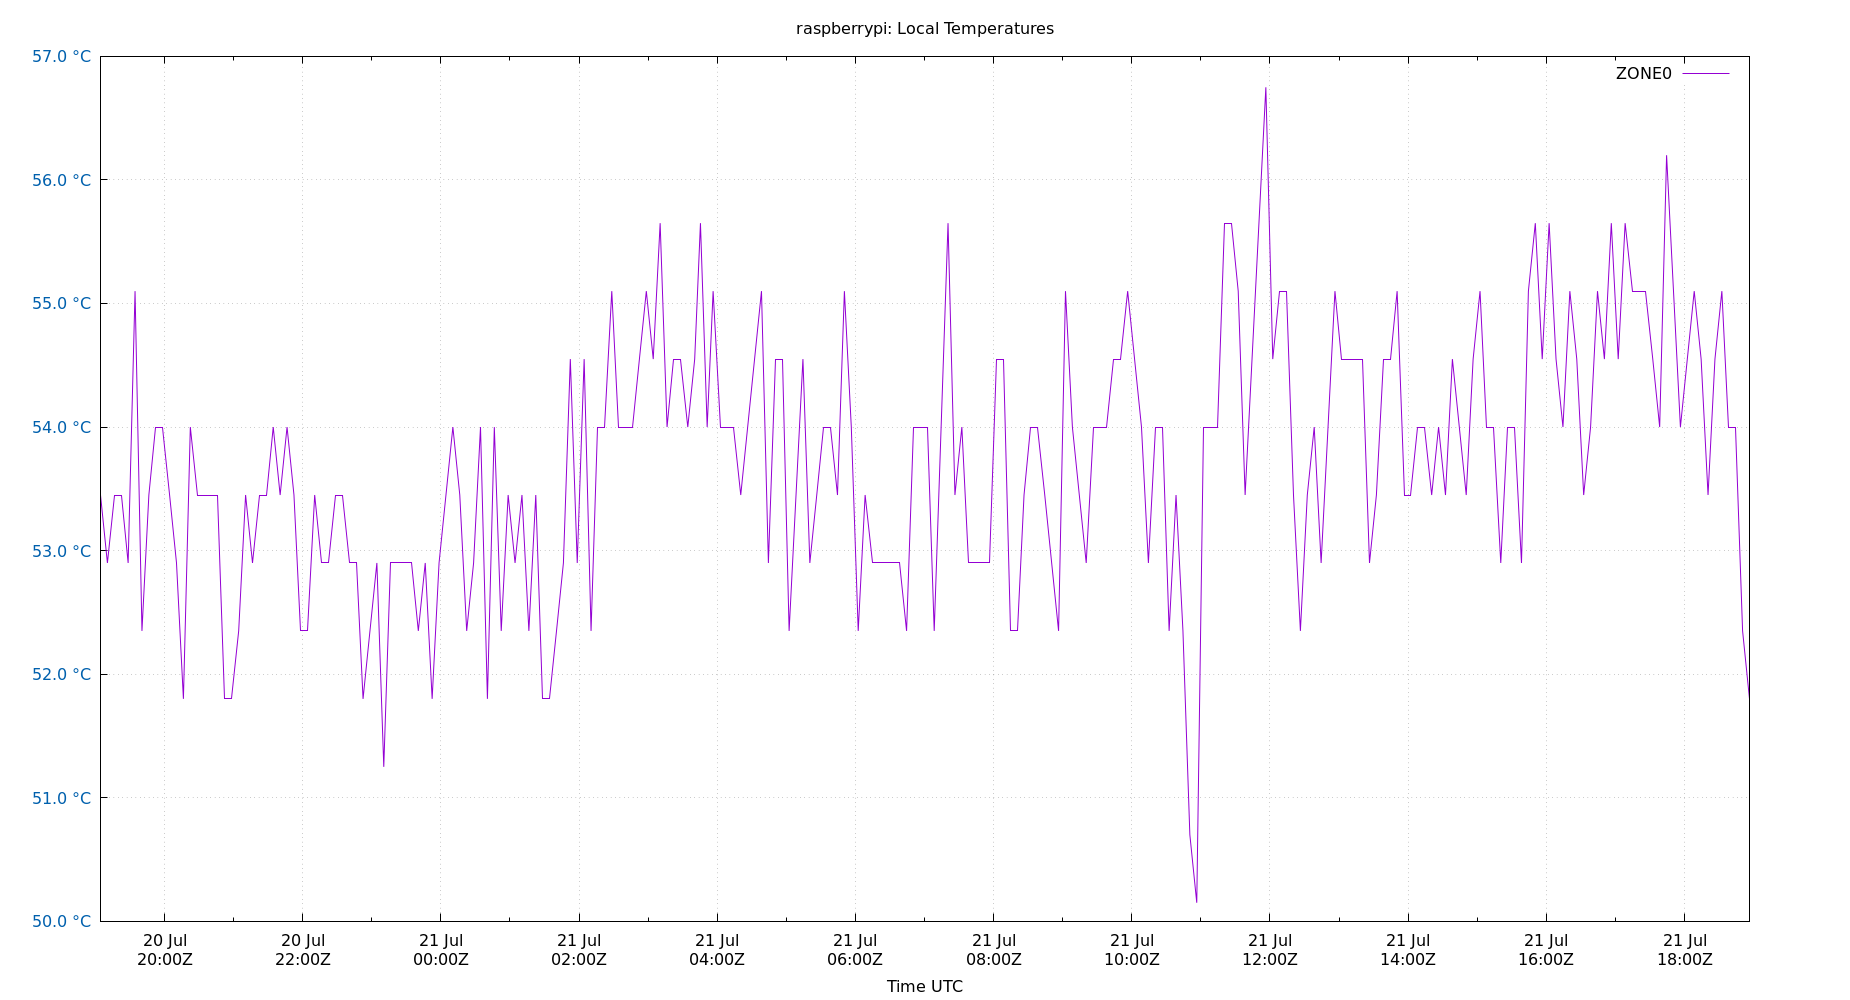 raspberrypi: Local Temperatures
57.0 °C
ZONE0
56.0 °C
55.0 °C
54.0 °C
53.0 °C
52.0 °C
51.0 °C
50.0 °C
20 Jul 20 Jul 21 Jul 21 Jul 21 Jul 21 Jul 21 Jul 21 Jul 21 Jul 21 Jul 21 Jul 21 Jul
20:00Z 22:00Z 00:00Z 02:00Z 04:00Z 06:00Z 08:00Z 10:00Z 12:00Z 14:00Z 16:00Z 18:00Z
Time UTC